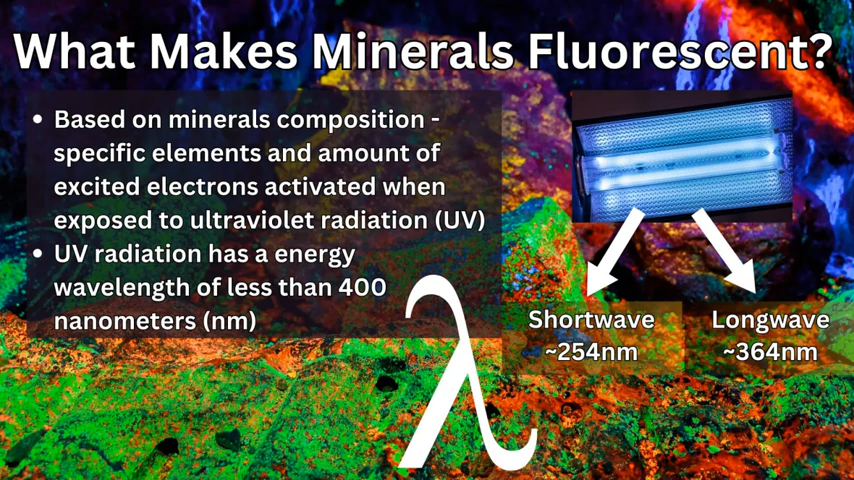 What Makes Minerals Fluorescent?
• Based on minerals composition -
specific elements and amount of
excited electrons activated when
exposed to ultraviolet radiation (UV)
• UV radiation has a energy
wavelength of less than 400
nanometers (nm)
λ
Shortwave
~254nm
Longwave
~364nm